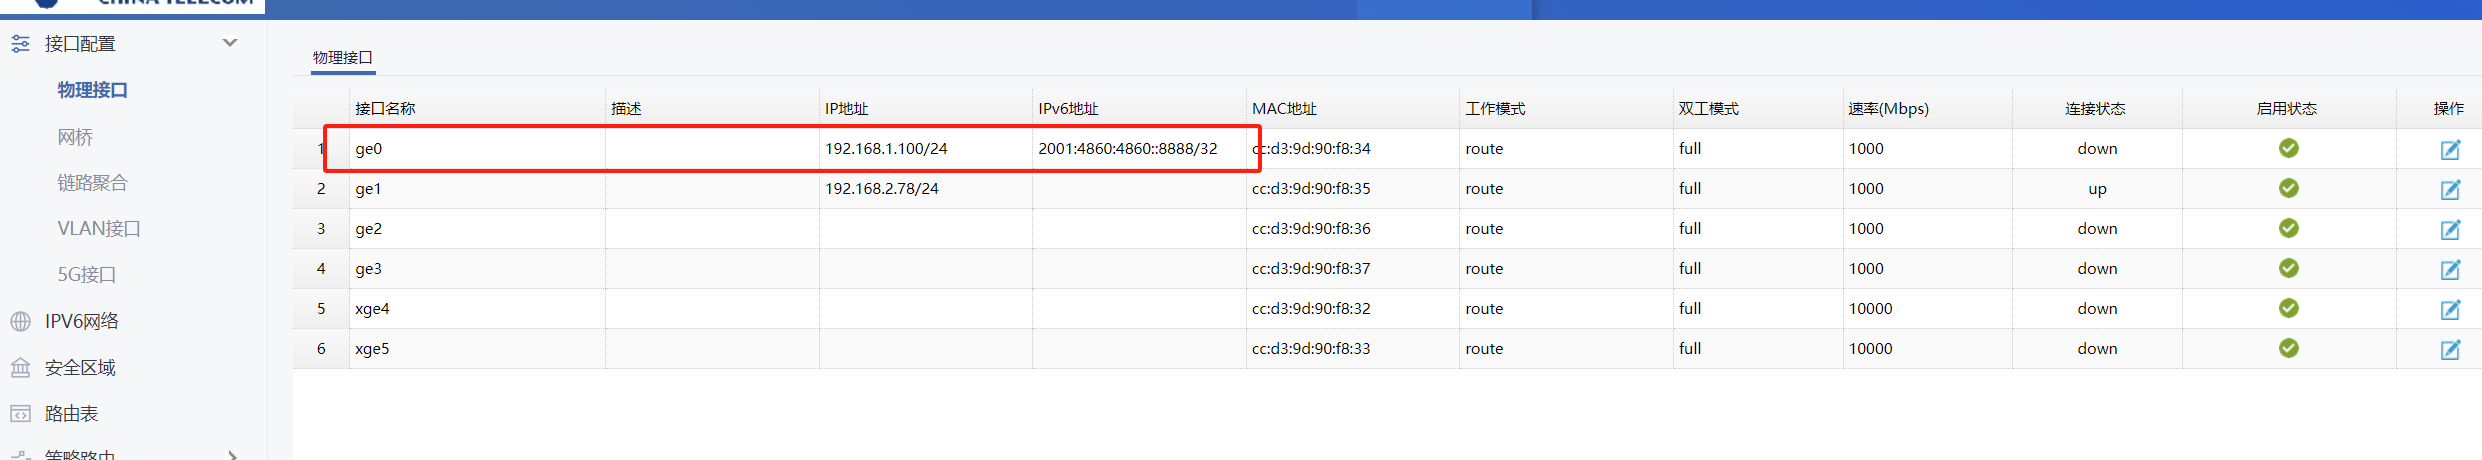 CHINA TELECOM
接口配置
物理接口
网桥
链路聚合
VLAN接口
5G接口
IPV6网络
安全区域
路由表
策略路由
物理接口
接口名称 描述 IP地址 IPv6地址 MAC地址 工作模式 双工模式 速率(Mbps) 连接状态 启用状态 操作
1 ge0 192.168.1.100/24 2001:4860:4860::8888/32 cc:d3:9d:90:f8:34 route full 1000 down
2 ge1 192.168.2.78/24 cc:d3:9d:90:f8:35 route full 1000 up
3 ge2 cc:d3:9d:90:f8:36 route full 1000 down
4 ge3 cc:d3:9d:90:f8:37 route full 1000 down
5 xge4 cc:d3:9d:90:f8:32 route full 10000 down
6 xge5 cc:d3:9d:90:f8:33 route full 10000 down